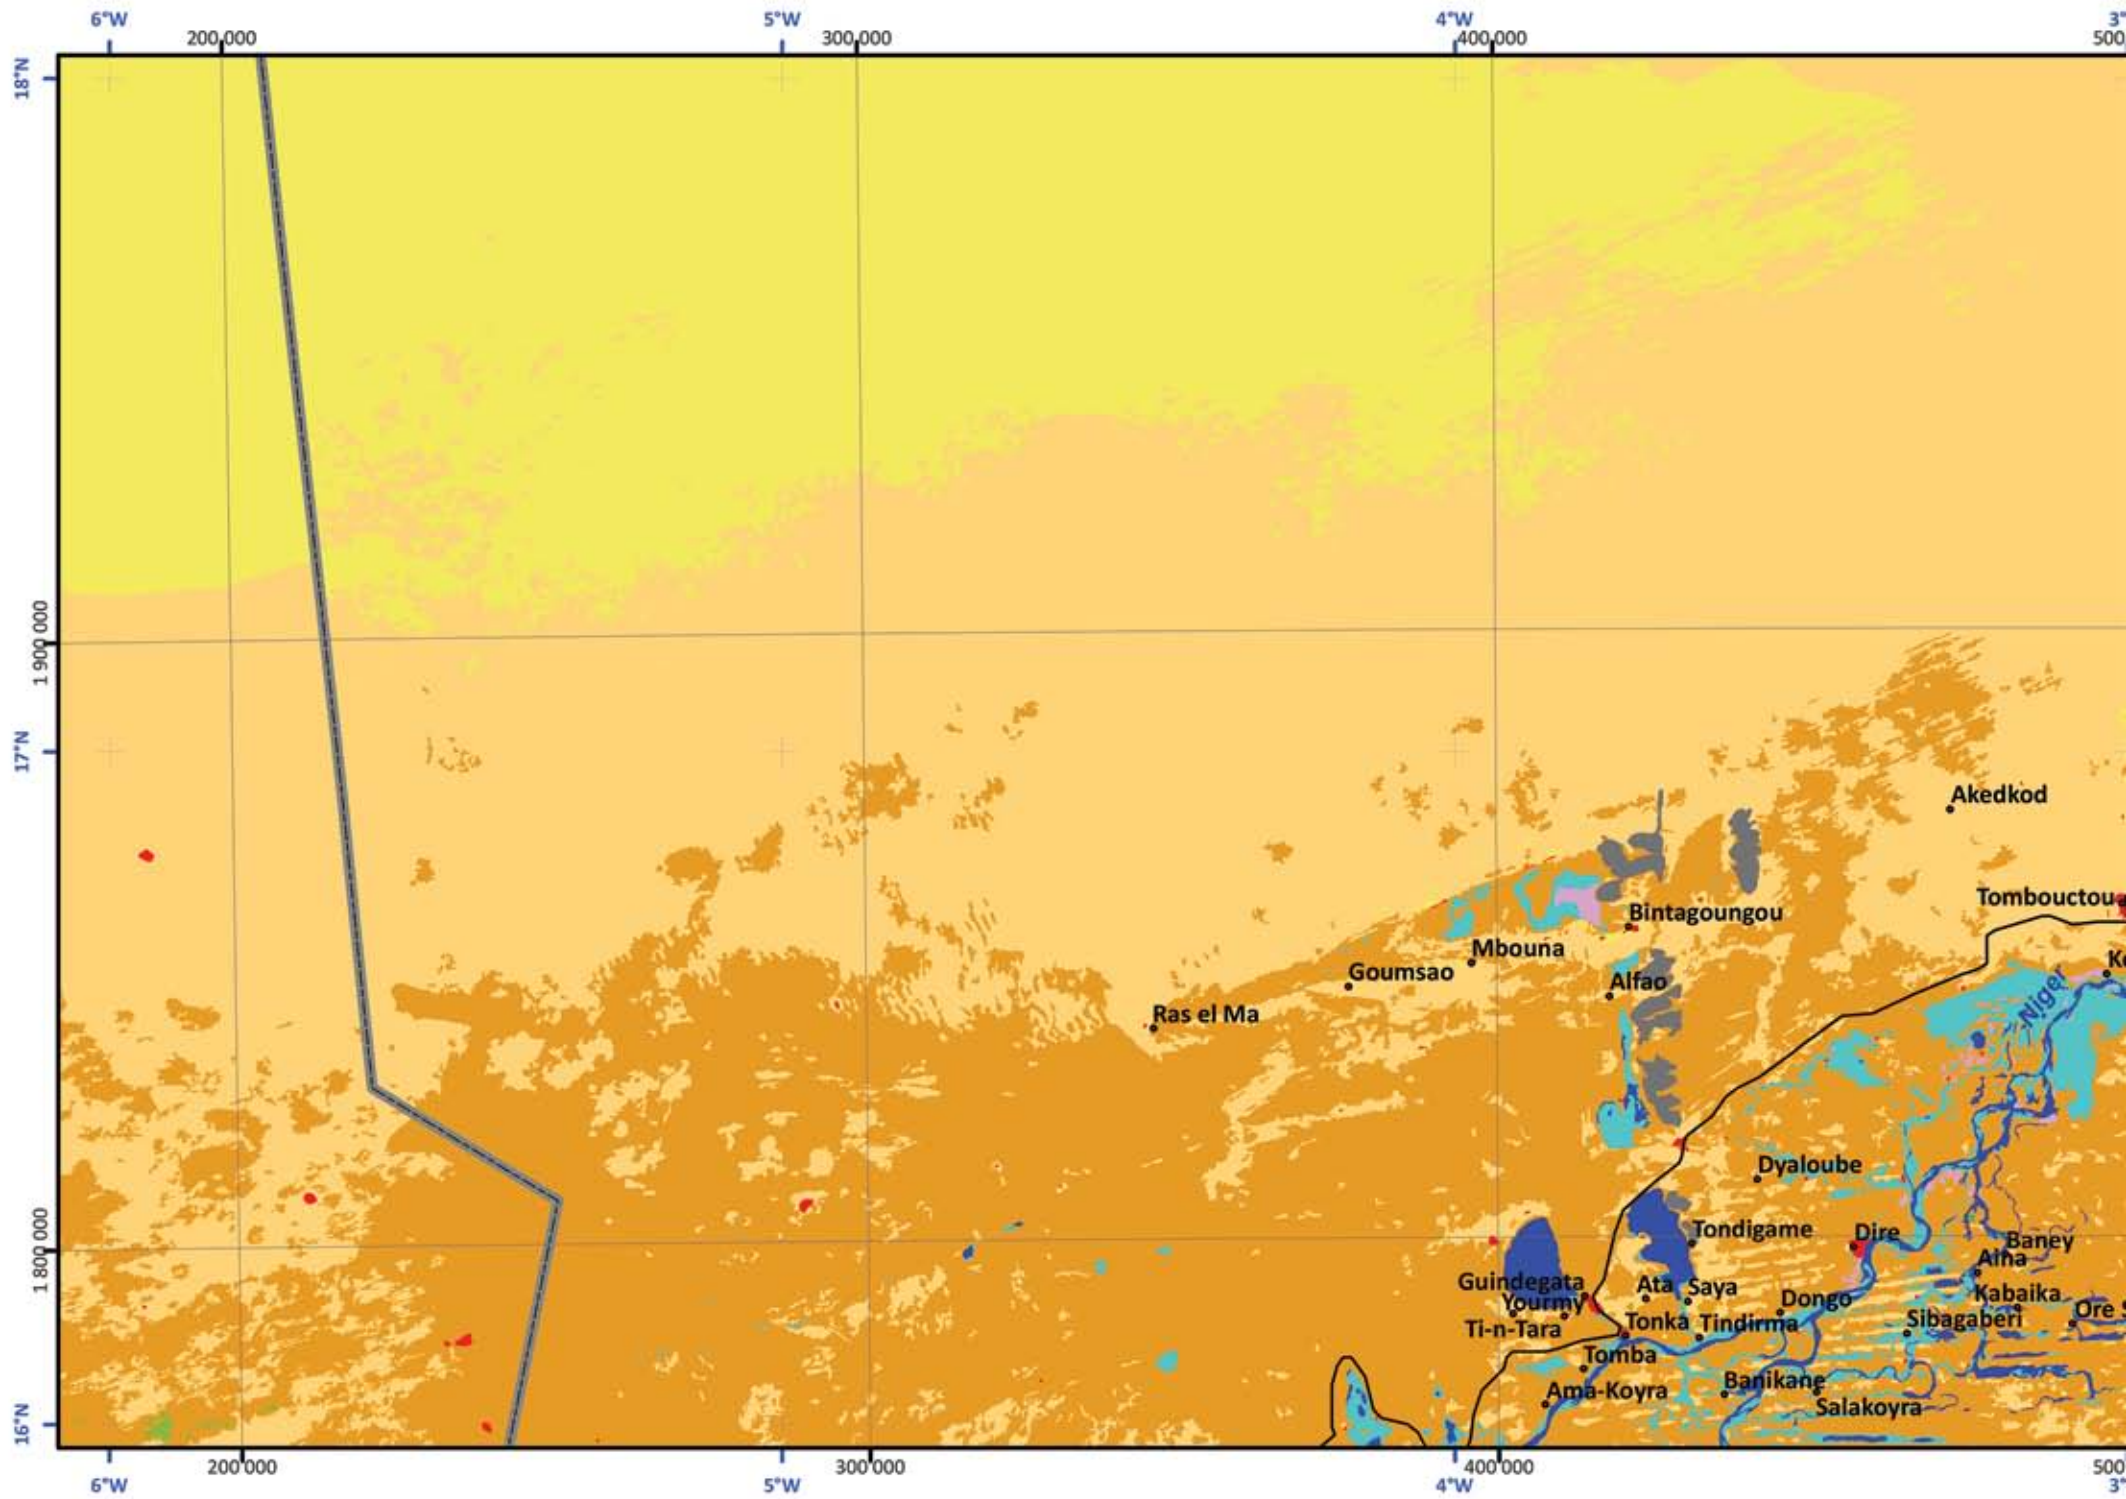 6°W 5°W 4°W 3°
200 000 300 000 400 000 500
18°N
1 900 000
17°N
Akedkod
Tombouctou
Bintagoungou
Mbouna
Goumsao
Alfao
Ras el Ma
Niger
Dyaloube
1 800 000
Tondigame
Dire
Baney
Aina
Guindegata
Ata
Saya
Kabaika
Yourmy
Dongo
Ore
Ti-n-Tara
Tonka
Tindirma
Sibagaberi
Tomba
Ama-Koyra
Banikane
Salakoyra
16°N
200 000 300 000 400 000 500
6°W 5°W 4°W 3°